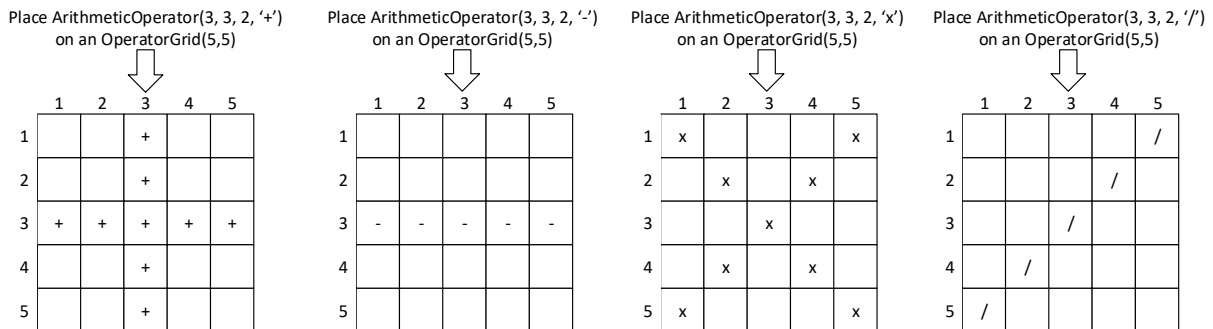 Place ArithmeticOperator(3, 3, 2, ‘+’)
on an OperatorGrid(5,5)
1 2 3 4 5
1 +
2 +
3 + + + + +
4 +
5 +
Place ArithmeticOperator(3, 3, 2, ‘-’)
on an OperatorGrid(5,5)
1 2 3 4 5
1
2
3 - - - - -
4
5
Place ArithmeticOperator(3, 3, 2, ‘x’)
on an OperatorGrid(5,5)
1 2 3 4 5
1 x x
2 x x
3 x
4 x x
5 x x
Place ArithmeticOperator(3, 3, 2, ‘/’)
on an OperatorGrid(5,5)
1 2 3 4 5
1 /
2 /
3 /
4 /
5 /